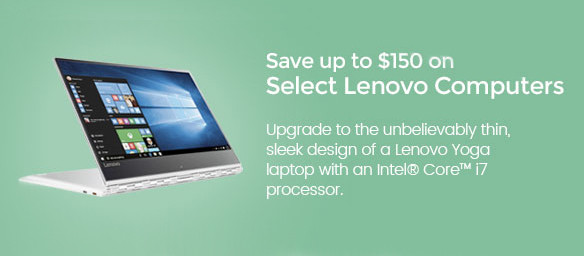 Save up to $150 on
Select Lenovo Computers
Upgrade to the unbelievably thin,
sleek design of a Lenovo Yoga
laptop with an Intel® Core™ i7
processor.
Lenovo